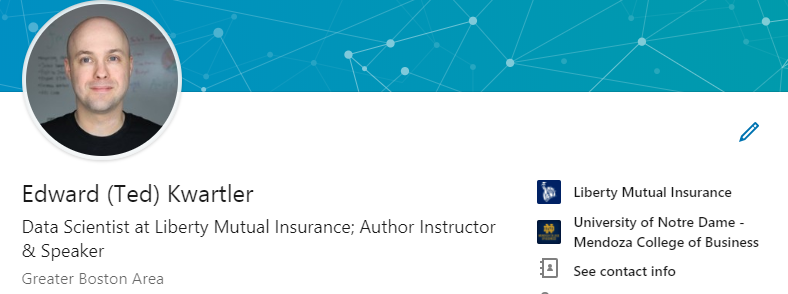 Edward (Ted) Kwartler
Data Scientist at Liberty Mutual Insurance; Author Instructor
& Speaker
Greater Boston Area
Liberty Mutual Insurance
University of Notre Dame -
Mendoza College of Business
See contact info